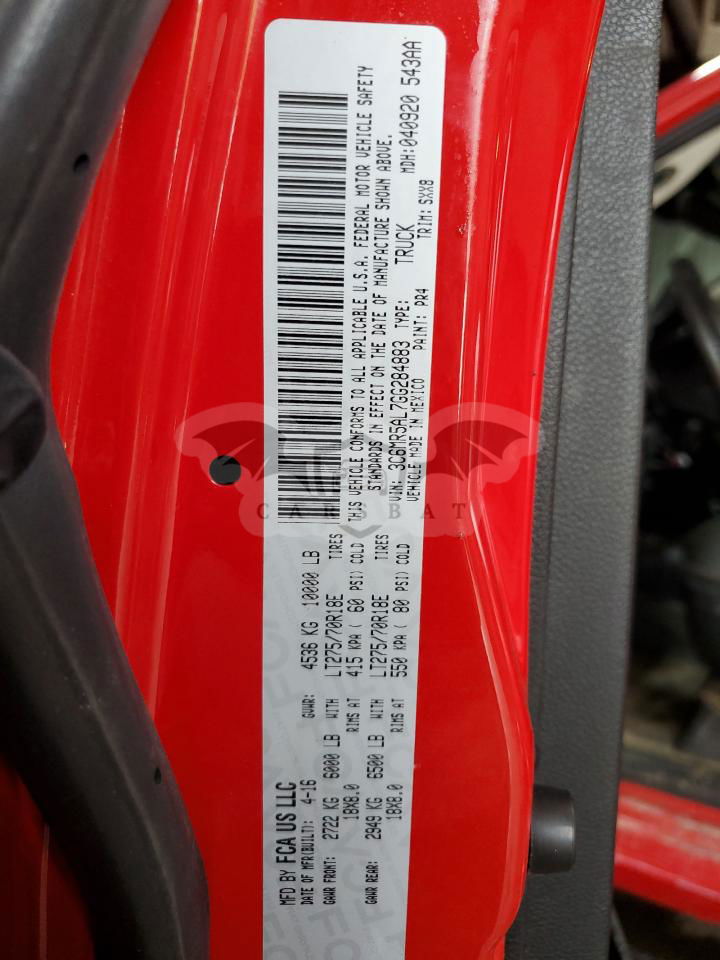 MFD BY FCA US LLC
DATE OF MFR(BUILT): 4-16 GVWR: 4536 KG 10000 LB
GAWR FRONT: 2722 KG 6000 LB WITH LT275/70R18E TIRES
18X8.0 RIMS AT 415 KPA ( 60 PSI) COLD
GAWR REAR: 2949 KG 6500 LB WITH LT275/70R18E TIRES
18X8.0 RIMS AT 550 KPA ( 80 PSI) COLD
THIS VEHICLE CONFORMS TO ALL APPLICABLE U.S.A. FEDERAL MOTOR VEHICLE SAFETY
STANDARDS IN EFFECT ON THE DATE OF MANUFACTURE SHOWN ABOVE.
VIN: 3C6MR5AL7GG284883 TYPE: TRUCK MDH:040920 543AA
VEHICLE MADE IN MEXICO PAINT: PR4 TRIM: SXX8
CARSBAT